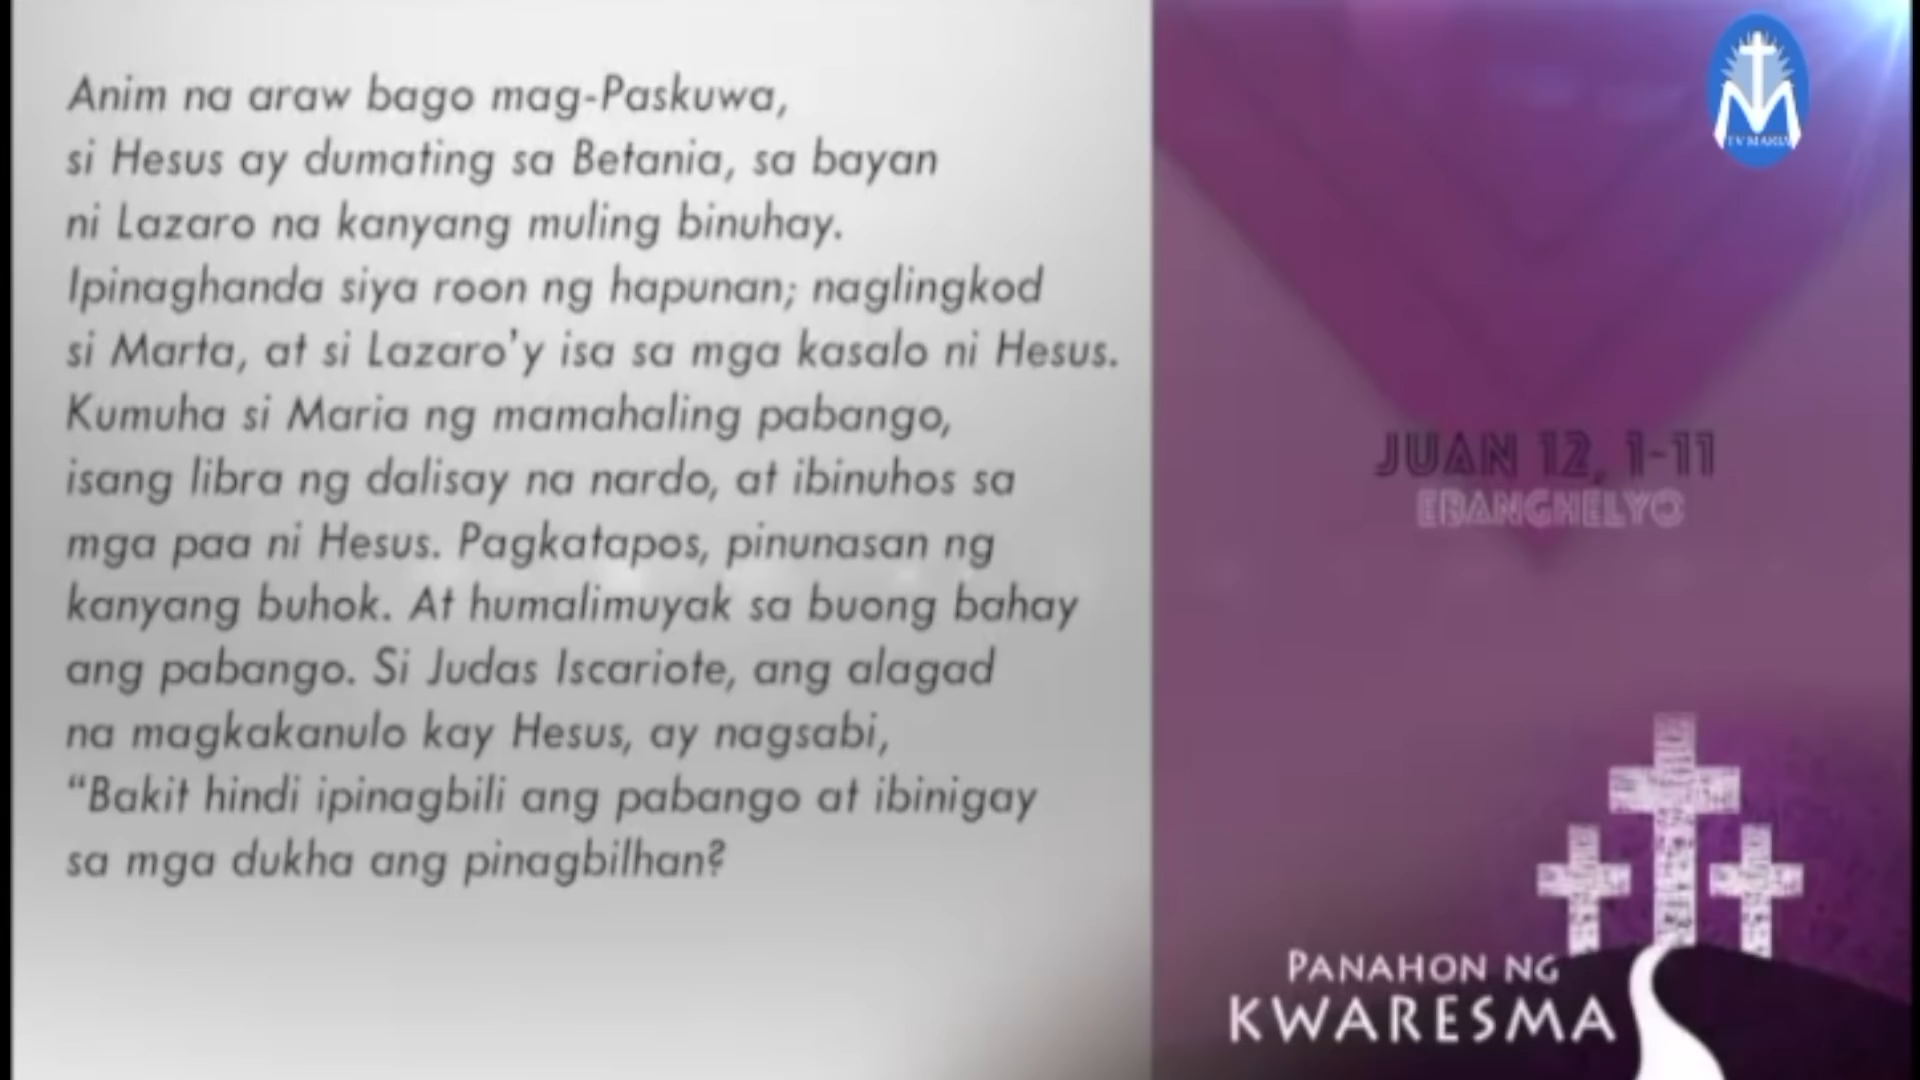 Anim na araw bago mag-Paskuwa,
si Hesus ay dumating sa Betania, sa bayan
ni Lazaro na kanyang muling binuhay.
Ipinaghanda siya roon ng hapunan; naglingkod
si Marta, at si Lazaro’y isa sa mga kasalo ni Hesus.
Kumuha si Maria ng mamahaling pabango,
isang libra ng dalisay na nardo, at ibinuhos sa
mga paa ni Hesus. Pagkatapos, pinunasan ng
kanyang buhok. At humalimuyak sa buong bahay
ang pabango. Si Judas Iscariote, ang alagad
na magkakanulo kay Hesus, ay nagsabi,
“Bakit hindi ipinagbili ang pabango at ibinigay
sa mga dukha ang pinagbilhan?
TV MARIA
JUAN 12, 1-11
EBANGHELYO
PANAHON NG
KWARESMA